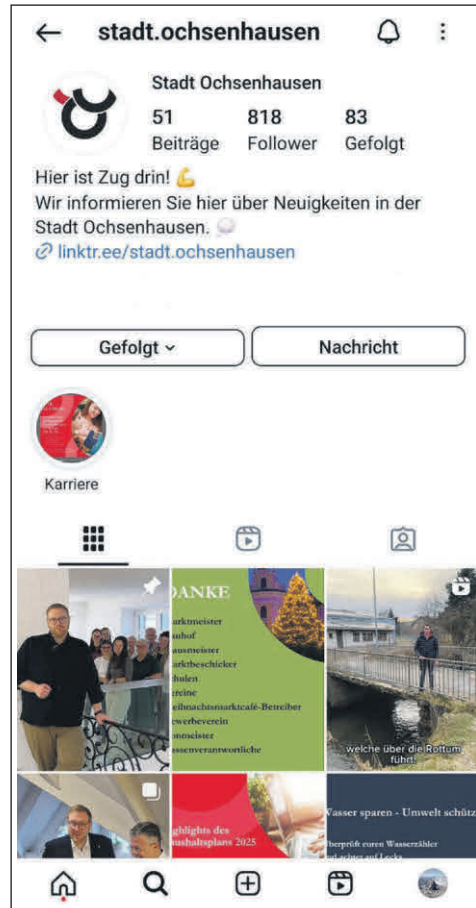 stadt.ochsenhausen
Stadt Ochsenhausen
51 818 83
Beiträge Follower Gefolgt
Hier ist Zug drin! 💪
Wir informieren Sie hier über Neuigkeiten in der
Stadt Ochsenhausen.
linktr.ee/stadt.ochsenhausen
Gefolgt
Nachricht
Karriere
DANKE
arktmeister
auhof
ausmeister
arktbeschicker
chulen
ereine
eihnachtsmarktcafé-Betreiber
ewerbeverein
onmeister
assenverantwortliche
welche über die Rottum
führt.
ghlights des
aushaltsplans 2025
Wasser sparen - Umwelt schütz
berprüft euren Wasserzähler
nd achtet auf Lecks